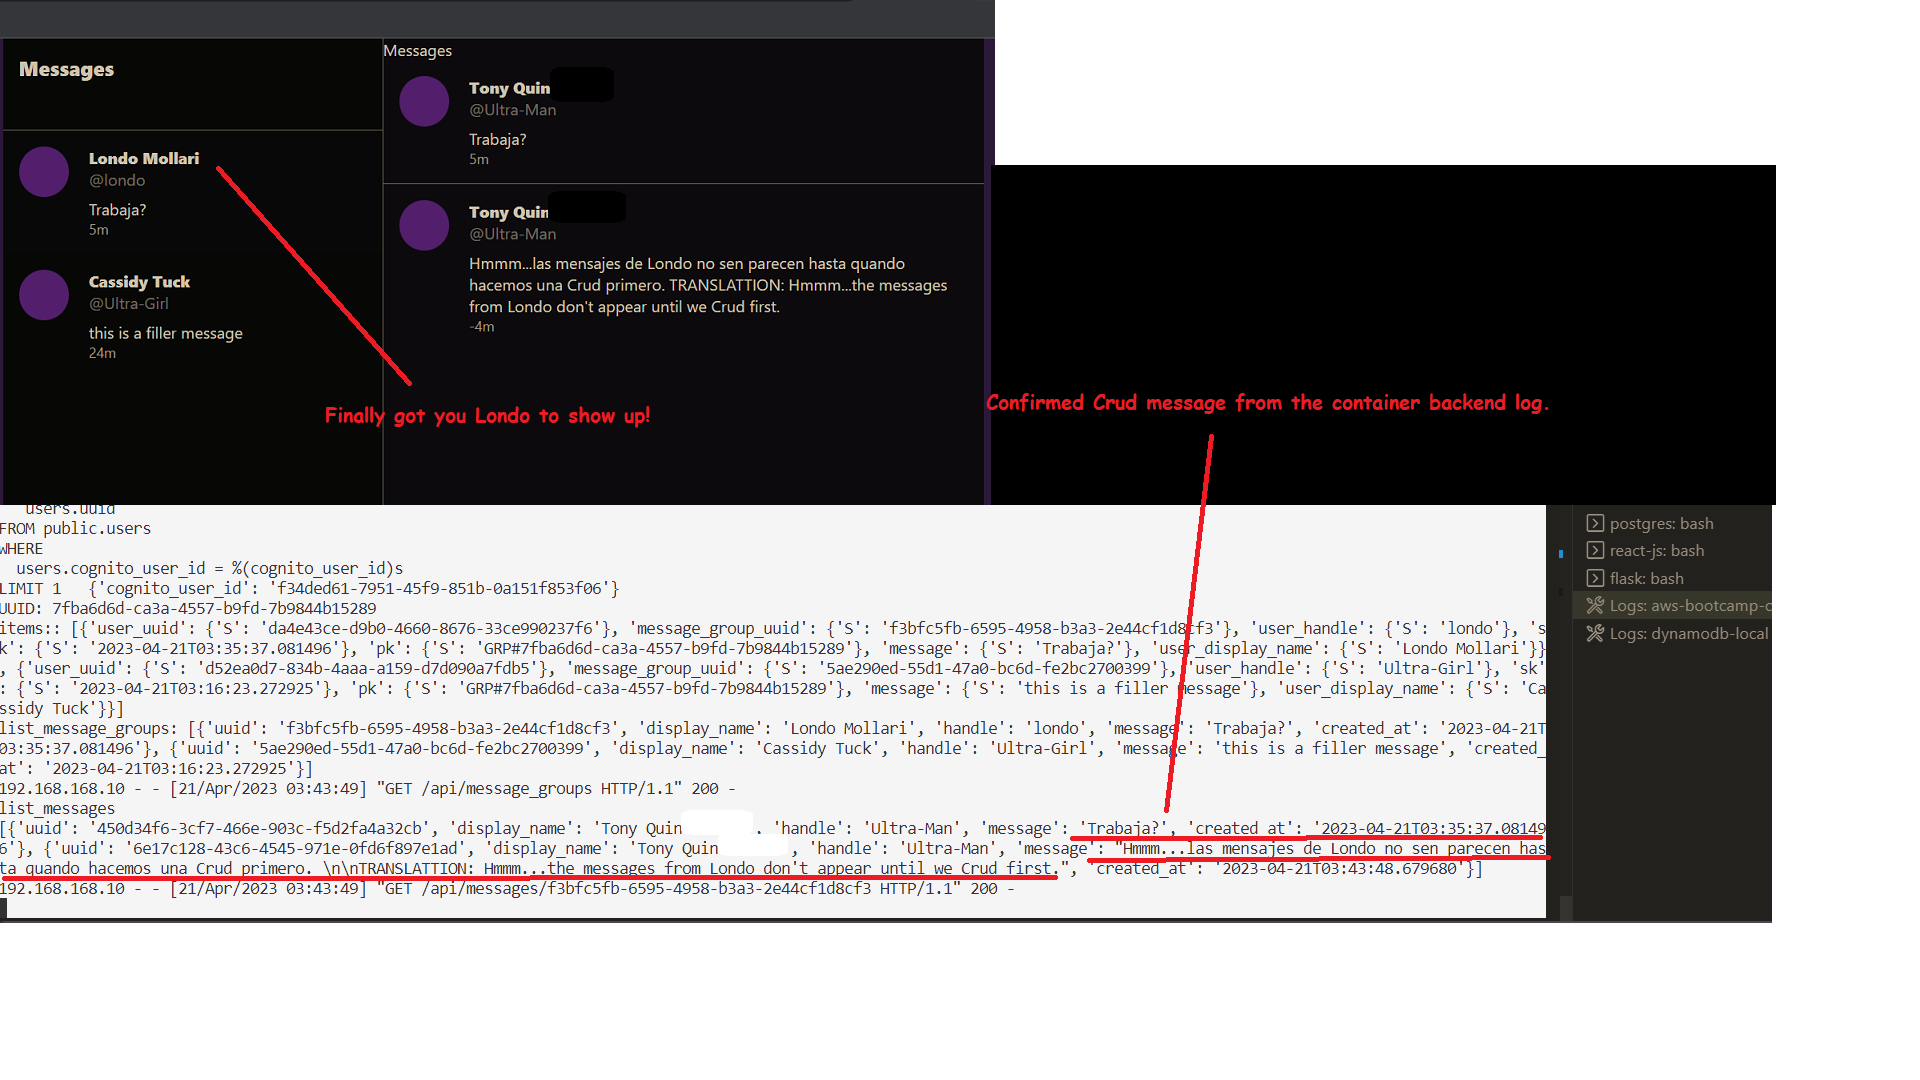 Messages
Londo Mollari
@londo
Trabaja?
5m
Cassidy Tuck
@Ultra-Girl
this is a filler message
24m
Messages
Tony Quin
@Ultra-Man
Trabaja?
5m
Tony Quin
@Ultra-Man
Hmmm...las mensajes de Londo no sen parecen hasta quando
hacemos una Crud primero. TRANSLATTION: Hmmm...the messages
from Londo don't appear until we Crud first.
-4m
Finally got you Londo to show up!
Confirmed Crud message from the container backend log.
users.uuid
FROM public.users
WHERE
users.cognito_user_id = %(cognito_user_id)s
LIMIT 1 {'cognito_user_id': 'f34ded61-7951-45f9-851b-0a151f853f06'}
UUID: 7fba6d6d-ca3a-4557-b9fd-7b9844b15289
items:: [{'user_uuid': {'S': 'da4e43ce-d9b0-4660-8676-33ce990237f6'}, 'message_group_uuid': {'S': 'f3bfc5fb-6595-4958-b3a3-2e44cf1d8cf3'}, 'user_handle': {'S': 'londo'}, 's
k': {'S': '2023-04-21T03:35:37.081496'}, 'pk': {'S': 'GRP#7fba6d6d-ca3a-4557-b9fd-7b9844b15289'}, 'message': {'S': 'Trabaja?'}, 'user_display_name': {'S': 'Londo Mollari'}}
, {'user_uuid': {'S': 'd52ea0d7-834b-4aaa-a159-d7d090a7fdb5'}, 'message_group_uuid': {'S': '5ae290ed-55d1-47a0-bc6d-fe2bc2700399'}, 'user_handle': {'S': 'Ultra-Girl'}, 'sk'
: {'S': '2023-04-21T03:16:23.272925'}, 'pk': {'S': 'GRP#7fba6d6d-ca3a-4557-b9fd-7b9844b15289'}, 'message': {'S': 'this is a filler message'}, 'user_display_name': {'S': 'Ca
ssidy Tuck'}}]
list_message_groups: [{'uuid': 'f3bfc5fb-6595-4958-b3a3-2e44cf1d8cf3', 'display_name': 'Londo Mollari', 'handle': 'londo', 'message': 'Trabaja?', 'created_at': '2023-04-21T
03:35:37.081496'}, {'uuid': '5ae290ed-55d1-47a0-bc6d-fe2bc2700399', 'display_name': 'Cassidy Tuck', 'handle': 'Ultra-Girl', 'message': 'this is a filler message', 'created_
at': '2023-04-21T03:16:23.272925'}]
192.168.168.10 - - [21/Apr/2023 03:43:49] "GET /api/message_groups HTTP/1.1" 200 -
list_messages
[{'uuid': '450d34f6-3cf7-466e-903c-f5d2fa4a32cb', 'display_name': 'Tony Quin , 'handle': 'Ultra-Man', 'message': 'Trabaja?', 'created_at': '2023-04-21T03:35:37.08149
6'}, {'uuid': '6e17c128-43c6-4545-971e-0fd6f897e1ad', 'display_name': 'Tony Quin , 'handle': 'Ultra-Man', 'message': "Hmmm...las mensajes de Londo no sen parecen has
ta quando hacemos una Crud primero. \n\nTRANSLATTION: Hmmm...the messages from Londo don't appear until we Crud first.", 'created_at': '2023-04-21T03:43:48.679680'}]
192.168.168.10 - - [21/Apr/2023 03:43:49] "GET /api/messages/f3bfc5fb-6595-4958-b3a3-2e44cf1d8cf3 HTTP/1.1" 200 -
postgres: bash
react-js: bash
flask: bash
Logs: aws-bootcamp-c
Logs: dynamodb-local